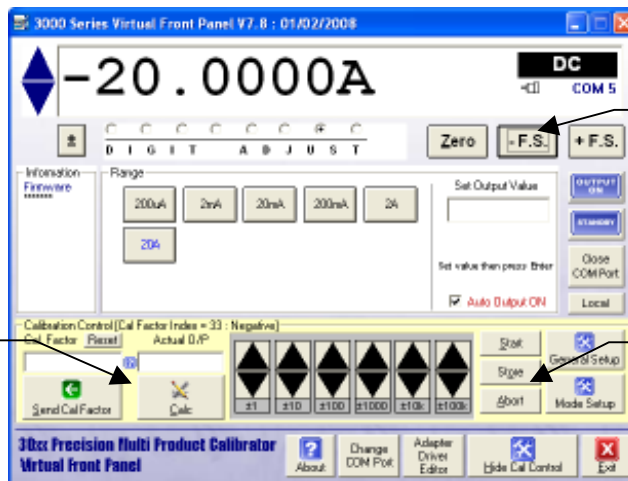 3000 Series Virtual Front Panel V7.8 : 01/02/2008
-20.0000A
DC
COM 5
±
DIGIT ADJUST
Zero
- F.S.
+ F.S.
Information
Firmware
Range
200uA
2mA
20mA
200mA
2A
20A
Set Output Value
Set value then press Enter
Auto Output ON
OUTPUT ON
STANDBY
Close COM Port
Local
Calibration Control [Cal Factor Index = 33 : Negative]
Cal Factor
Reset
Actual O/P
Send Cal Factor
Calc
±1
±10
±100
±1000
±10k
±100k
Start
Store
Abort
General Setup
Mode Setup
30xx Precision Multi Product Calibrator
Virtual Front Panel
About
Change COM Port
Adapter Driver Editor
Hide Cal Control
Exit